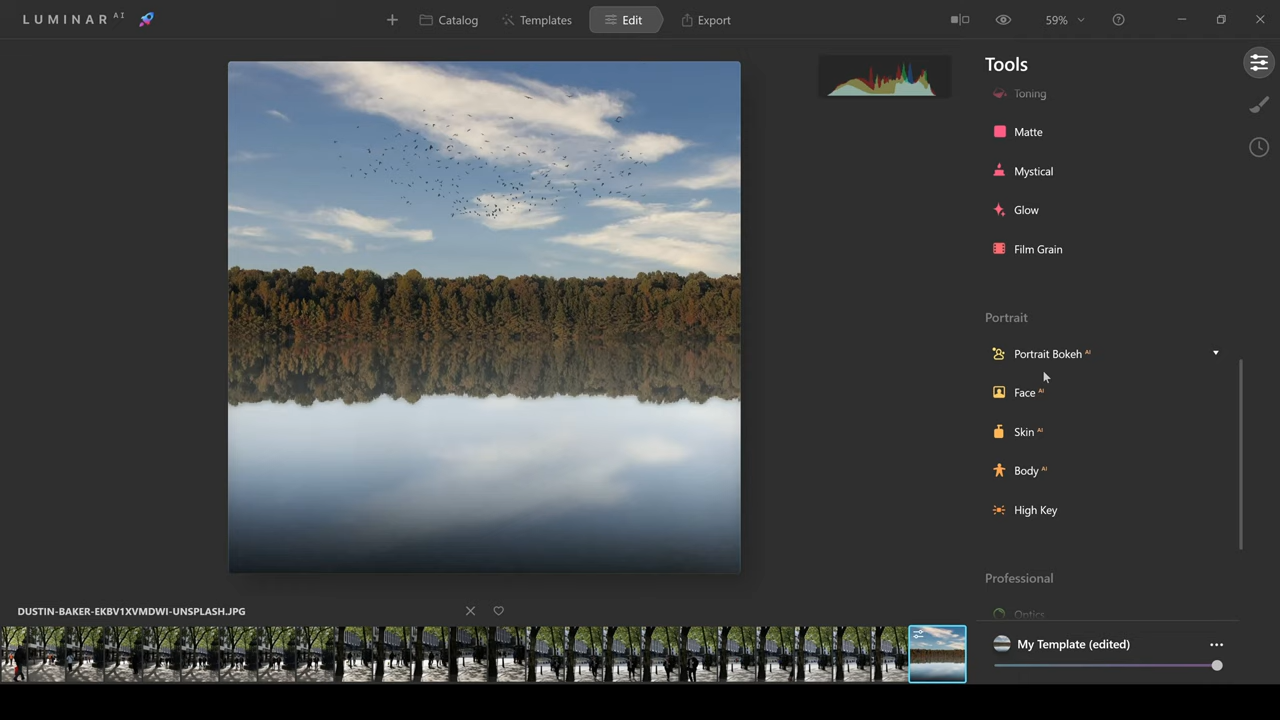 LUMINAR AI
Catalog
Templates
Edit
Export
59%
Tools
Toning
Matte
Mystical
Glow
Film Grain
Portrait
Portrait Bokeh AI
Face AI
Skin AI
Body AI
High Key
Professional
Optics
DUSTIN-BAKER-EKBV1XVMDWI-UNSPLASH.JPG
My Template (edited)